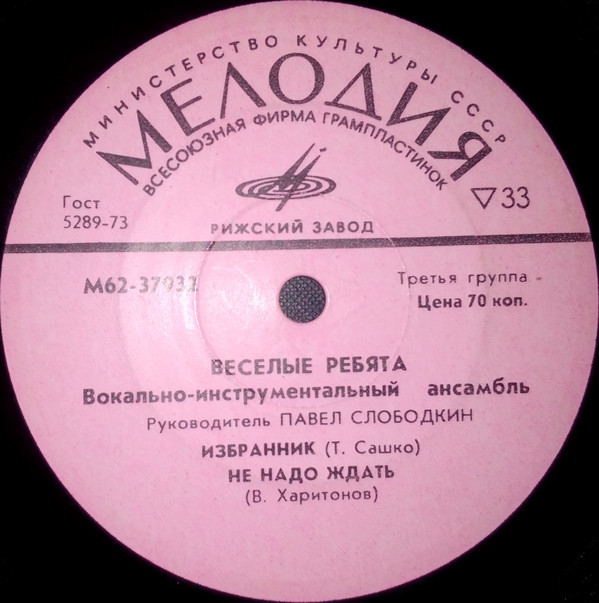 МИНИСТЕРСТВО КУЛЬТУРЫ СССР
МЕЛОДИЯ
ВСЕСОЮЗНАЯ ФИРМА ГРАМПЛАСТИНОК
Гост
5289-73
▽33
РИЖСКИЙ ЗАВОД
М62-37932
Третья группа -
Цена 70 коп.
ВЕСЕЛЫЕ РЕБЯТА
Вокально-инструментальный ансамбль
Руководитель ПАВЕЛ СЛОБОДКИН
ИЗБРАННИК (Т. Сашко)
НЕ НАДО ЖДАТЬ
(В. Харитонов)